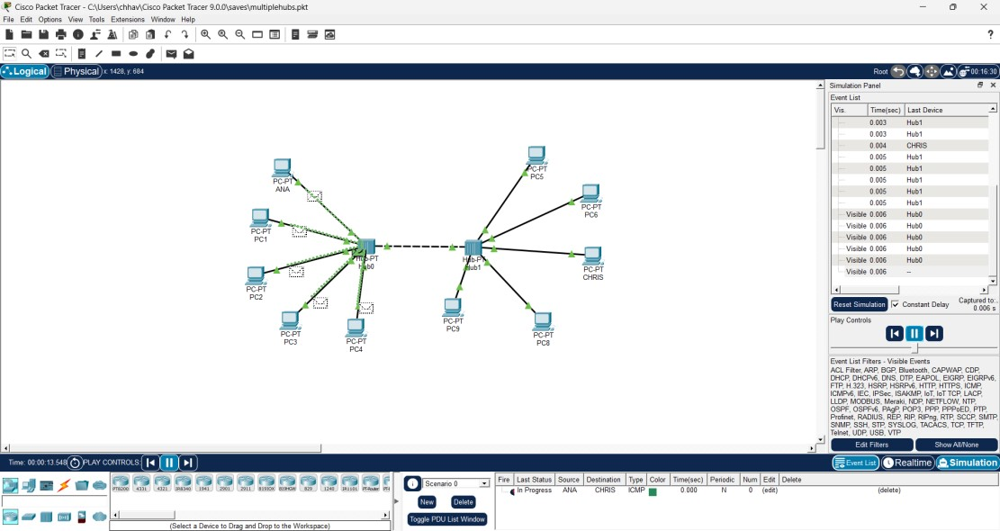 Cisco Packet Tracer - C:\Users\chhav\Cisco Packet Tracer 9.0.0\saves\multiplehubs.pkt
File Edit Options View Tools Extensions Window Help
?
Logical Physical x: 1428, y: 684 Root 00:16:30
PC-PT
ANA
PC-PT
PC1
PC-PT
PC2
PC-PT
PC3
PC-PT
PC4
Hub-PT
Hub0
Hub-PT
Hub1
PC-PT
PC5
PC-PT
PC6
PC-PT
CHRIS
PC-PT
PC9
PC-PT
PC8
Simulation Panel
Event List
Vis. Time(sec) Last Device
0.003 Hub1
0.003 Hub1
0.004 CHRIS
0.005 Hub1
0.005 Hub1
0.005 Hub1
0.005 Hub1
0.005 Hub1
Visible 0.006 Hub0
Visible 0.006 Hub0
Visible 0.006 Hub0
Visible 0.006 Hub0
Visible 0.006 Hub0
Visible 0.006 --
Reset Simulation Constant Delay Captured to:
0.006 s
Play Controls
Event List Filters - Visible Events
ACL Filter, ARP, BGP, Bluetooth, CAPWAP, CDP,
DHCP, DHCPv6, DNS, DTP, EAPOL, EIGRP, EIGRPv6,
FTP, H.323, HSRP, HSRPv6, HTTP, HTTPS, ICMP,
ICMPv6, IEC, IPSec, ISAKMP, IoT, IoT TCP, LACP,
LLDP, MODBUS, Meraki, NDP, NETFLOW, NTP,
OSPF, OSPFv6, PAgP, POP3, PPP, PPPoED, PTP,
Profinet, RADIUS, REP, RIP, RIPng, RTP, SCCP, SMTP,
SNMP, SSH, STP, SYSLOG, TACACS, TCP, TFTP,
Telnet, UDP, USB, VTP
Edit Filters Show All/None
Time: 00:00:13.548 PLAY CONTROLS: Event List Realtime Simulation
PT8200 4331 4321 IR8340 1941 2901 2911 819IOX 819HGW 829 1240 IR1101 PT-Router
(Select a Device to Drag and Drop to the Workspace)
Scenario 0
New Delete
Toggle PDU List Window
Fire Last Status Source Destination Type Color Time(sec) Periodic Num Edit Delete
In Progress ANA CHRIS ICMP 0.000 N 0 (edit) (delete)